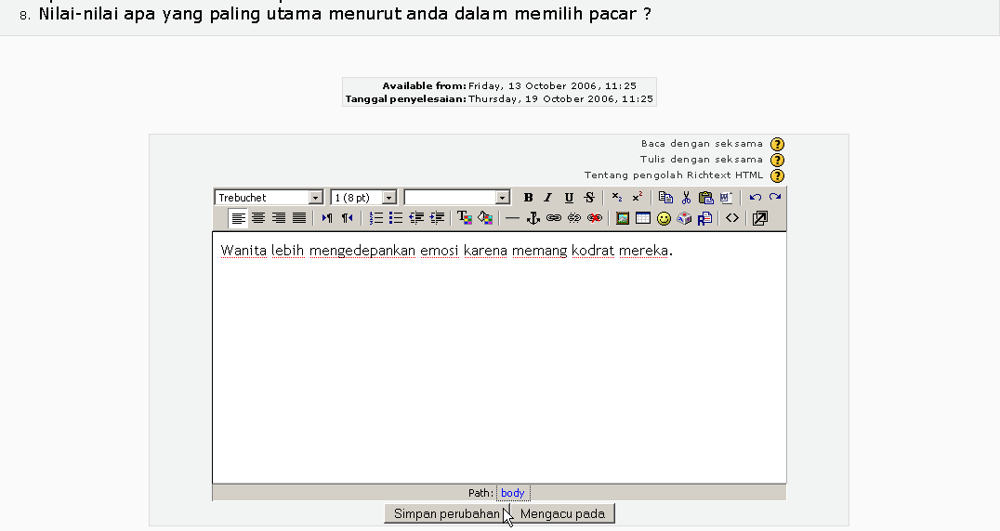 8. Nilai-nilai apa yang paling utama menurut anda dalam memilih pacar ?
Available from: Friday, 13 October 2006, 11:25
Tanggal penyelesaian: Thursday, 19 October 2006, 11:25
Baca dengan seksama ?
Tulis dengan seksama ?
Tentang pengolah Richtext HTML ?
Trebuchet 1 (8 pt) B I U S x₂ x²
Wanita lebih mengedepankan emosi karena memang kodrat mereka.
Path: body
Simpan perubahan Mengacu pada